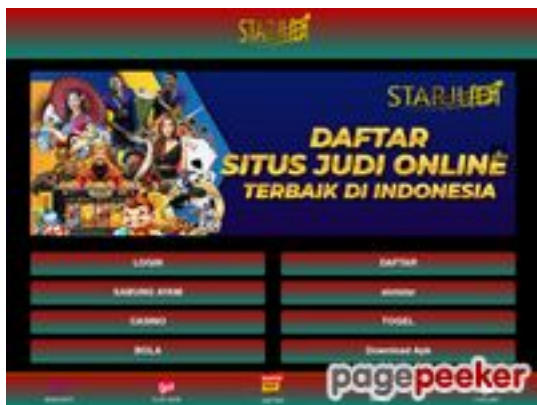 STARJUDI
STARJUDI
DAFTAR
SITUS JUDI ONLINE
TERBAIK DI INDONESIA
LOGIN
DAFTAR
SABUNG AYAM
CASINO
TOGEL
BOLA
Download Apk
pagepeeker